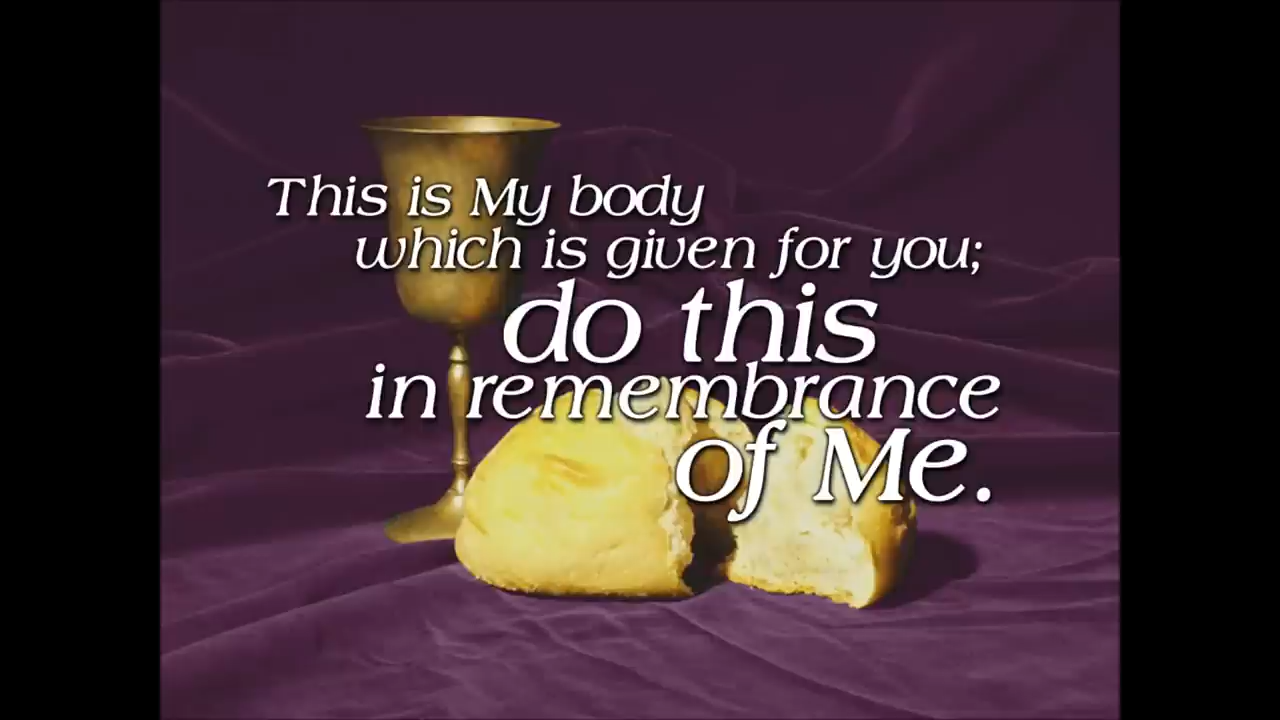 This is My body
which is given for you;
do this
in remembrance
of Me.